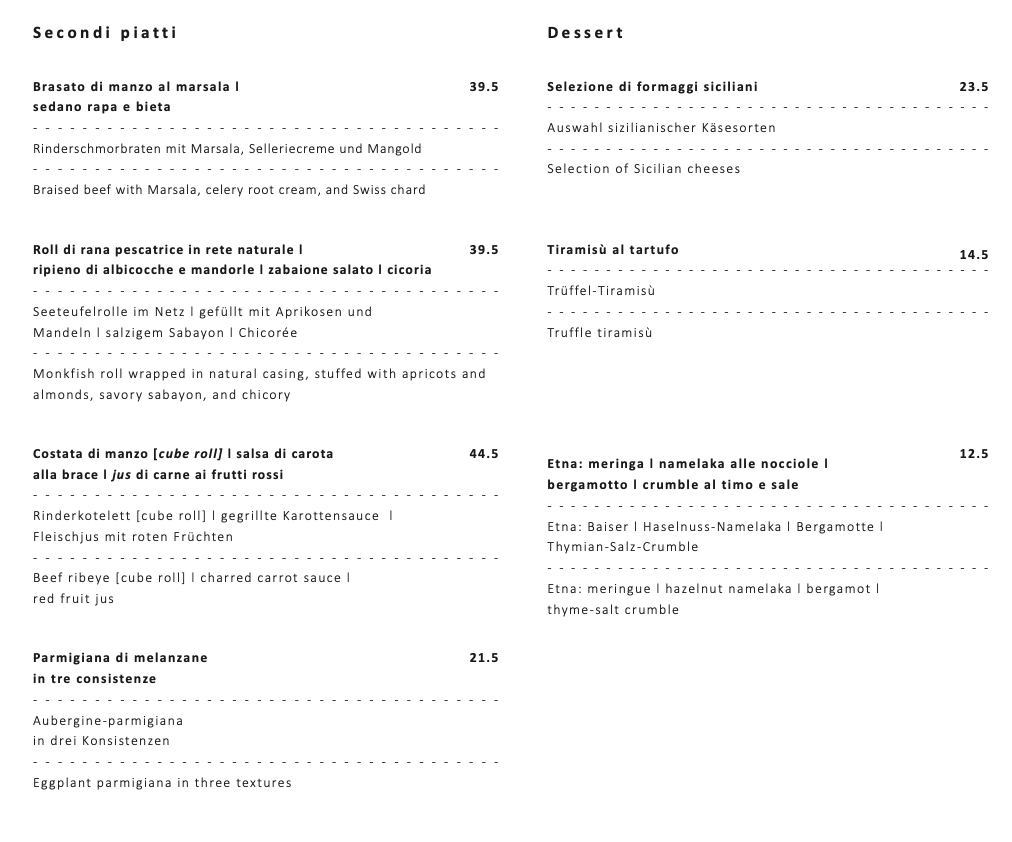 Secondi piatti
Brasato di manzo al marsala l 39.5
sedano rapa e bieta
Rinderschmorbraten mit Marsala, Selleriecreme und Mangold
Braised beef with Marsala, celery root cream, and Swiss chard
Roll di rana pescatrice in rete naturale l 39.5
ripieno di albicocche e mandorle l zabaione salato l cicoria
Seeteufelrolle im Netz l gefüllt mit Aprikosen und
Mandeln l salzigem Sabayon l Chicorée
Monkfish roll wrapped in natural casing, stuffed with apricots and
almonds, savory sabayon, and chicory
Costata di manzo [cube roll] l salsa di carota 44.5
alla brace l jus di carne ai frutti rossi
Rinderkotelett [cube roll] l gegrillte Karottensauce l
Fleischjus mit roten Früchten
Beef ribeye [cube roll] l charred carrot sauce l
red fruit jus
Parmigiana di melanzane 21.5
in tre consistenze
Aubergine-parmigiana
in drei Konsistenzen
Eggplant parmigiana in three textures
Dessert
Selezione di formaggi siciliani 23.5
Auswahl sizilianischer Käsesorten
Selection of Sicilian cheeses
Tiramisù al tartufo 14.5
Trüffel-Tiramisù
Truffle tiramisù
Etna: meringa l namelaka alle nocciole l 12.5
bergamotto l crumble al timo e sale
Etna: Baiser l Haselnuss-Namelaka l Bergamotte l
Thymian-Salz-Crumble
Etna: meringue l hazelnut namelaka l bergamot l
thyme-salt crumble